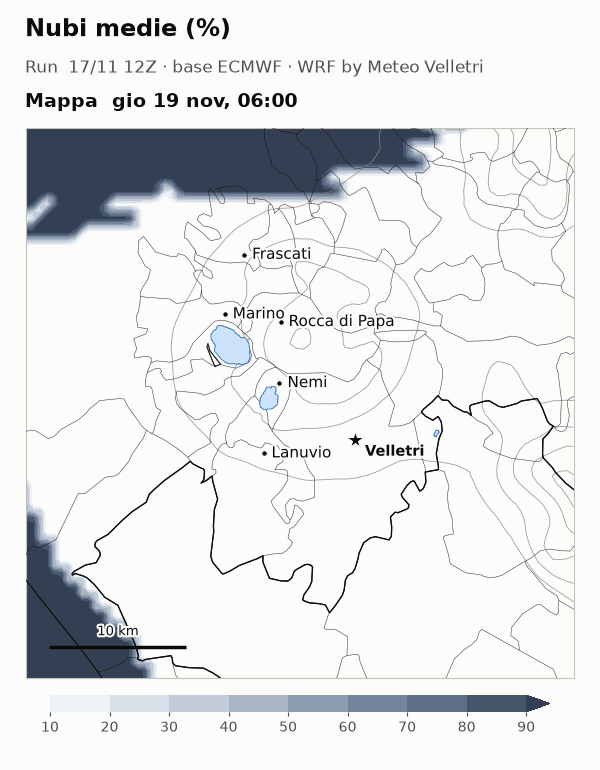 Nubi medie (%)
Run  17/11 12Z · base ECMWF · WRF by Meteo Velletri
Mappa  gio 19 nov, 06:00
Frascati
Marino
Rocca di Papa
Nemi
Velletri
Lanuvio
10 km
10 20 30 40 50 60 70 80 90